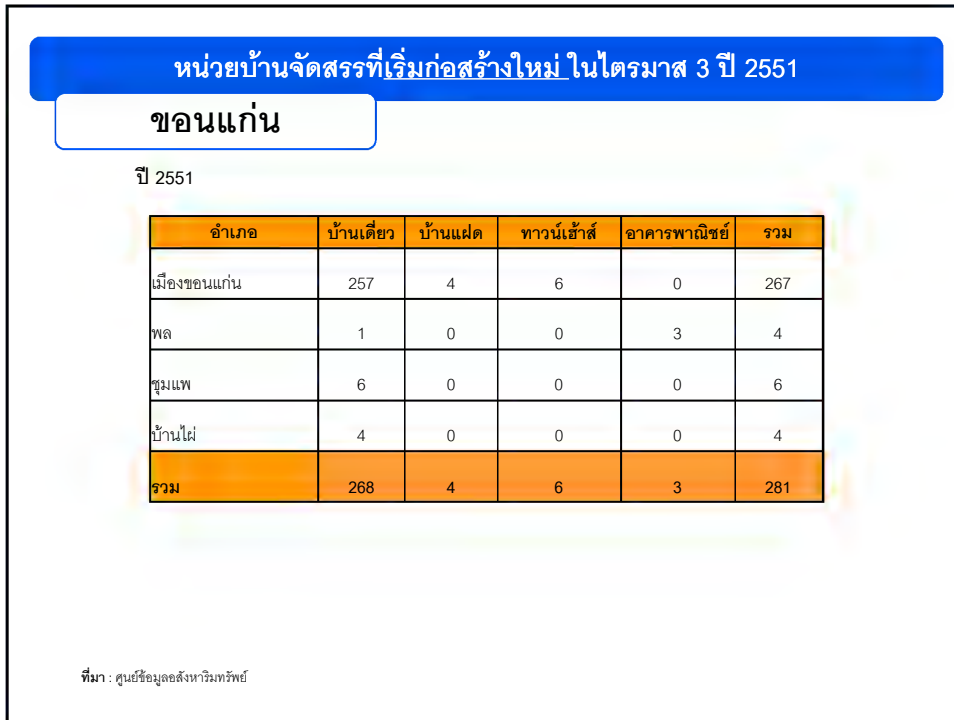 หน่วยบ้านจัดสรรที่เริ่มก่อสร้างใหม่ ในไตรมาส 3 ปี 2551
ขอนแก่น
ปี 2551
อำเภอ บ้านเดี่ยว บ้านแฝด ทาวน์เฮ้าส์ อาคารพาณิชย์ รวม
เมืองขอนแก่น 257 4 6 0 267
พล 1 0 0 3 4
ชุมแพ 6 0 0 0 6
บ้านไผ่ 4 0 0 0 4
รวม 268 4 6 3 281
ที่มา : ศูนย์ข้อมูลอสังหาริมทรัพย์